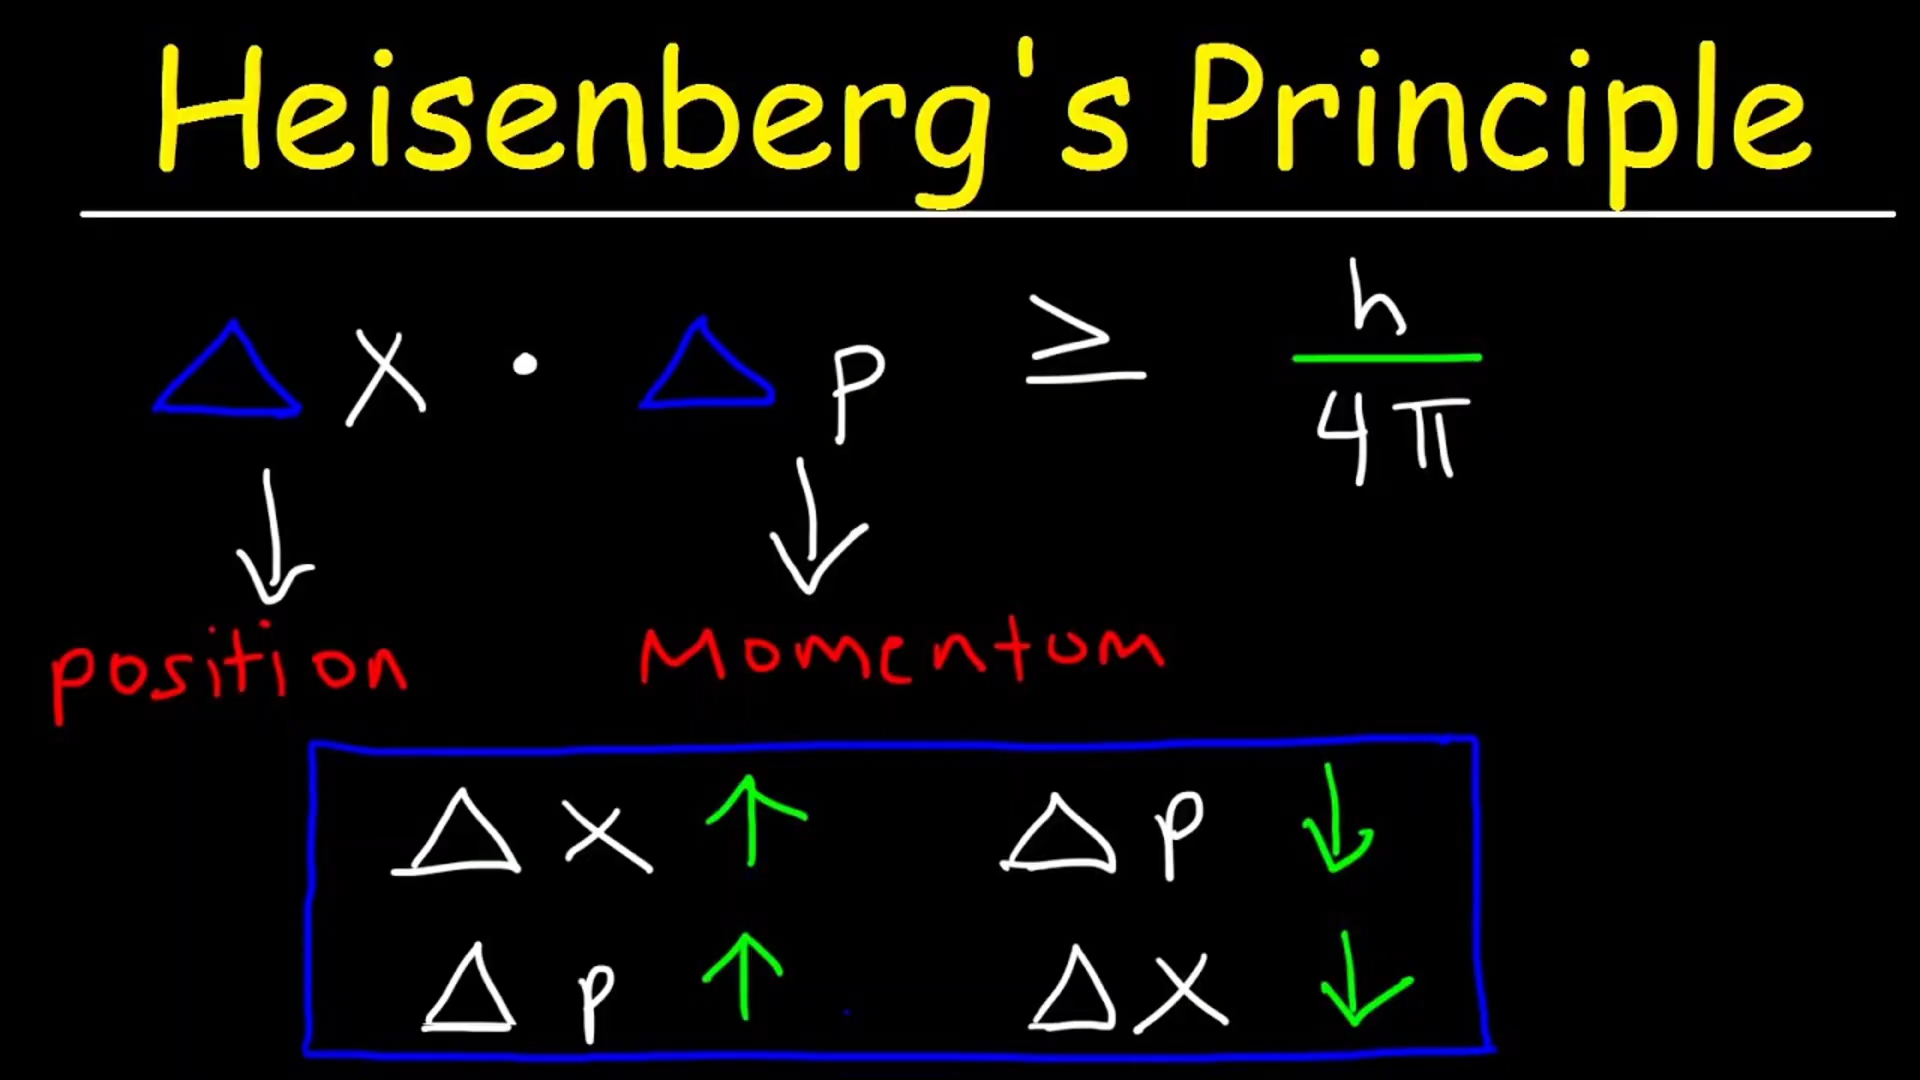 Heisenberg's Principle
Δx · Δp ≥ h/4π
position Momentum
Δx ↑ Δp ↓
Δp ↑ Δx ↓